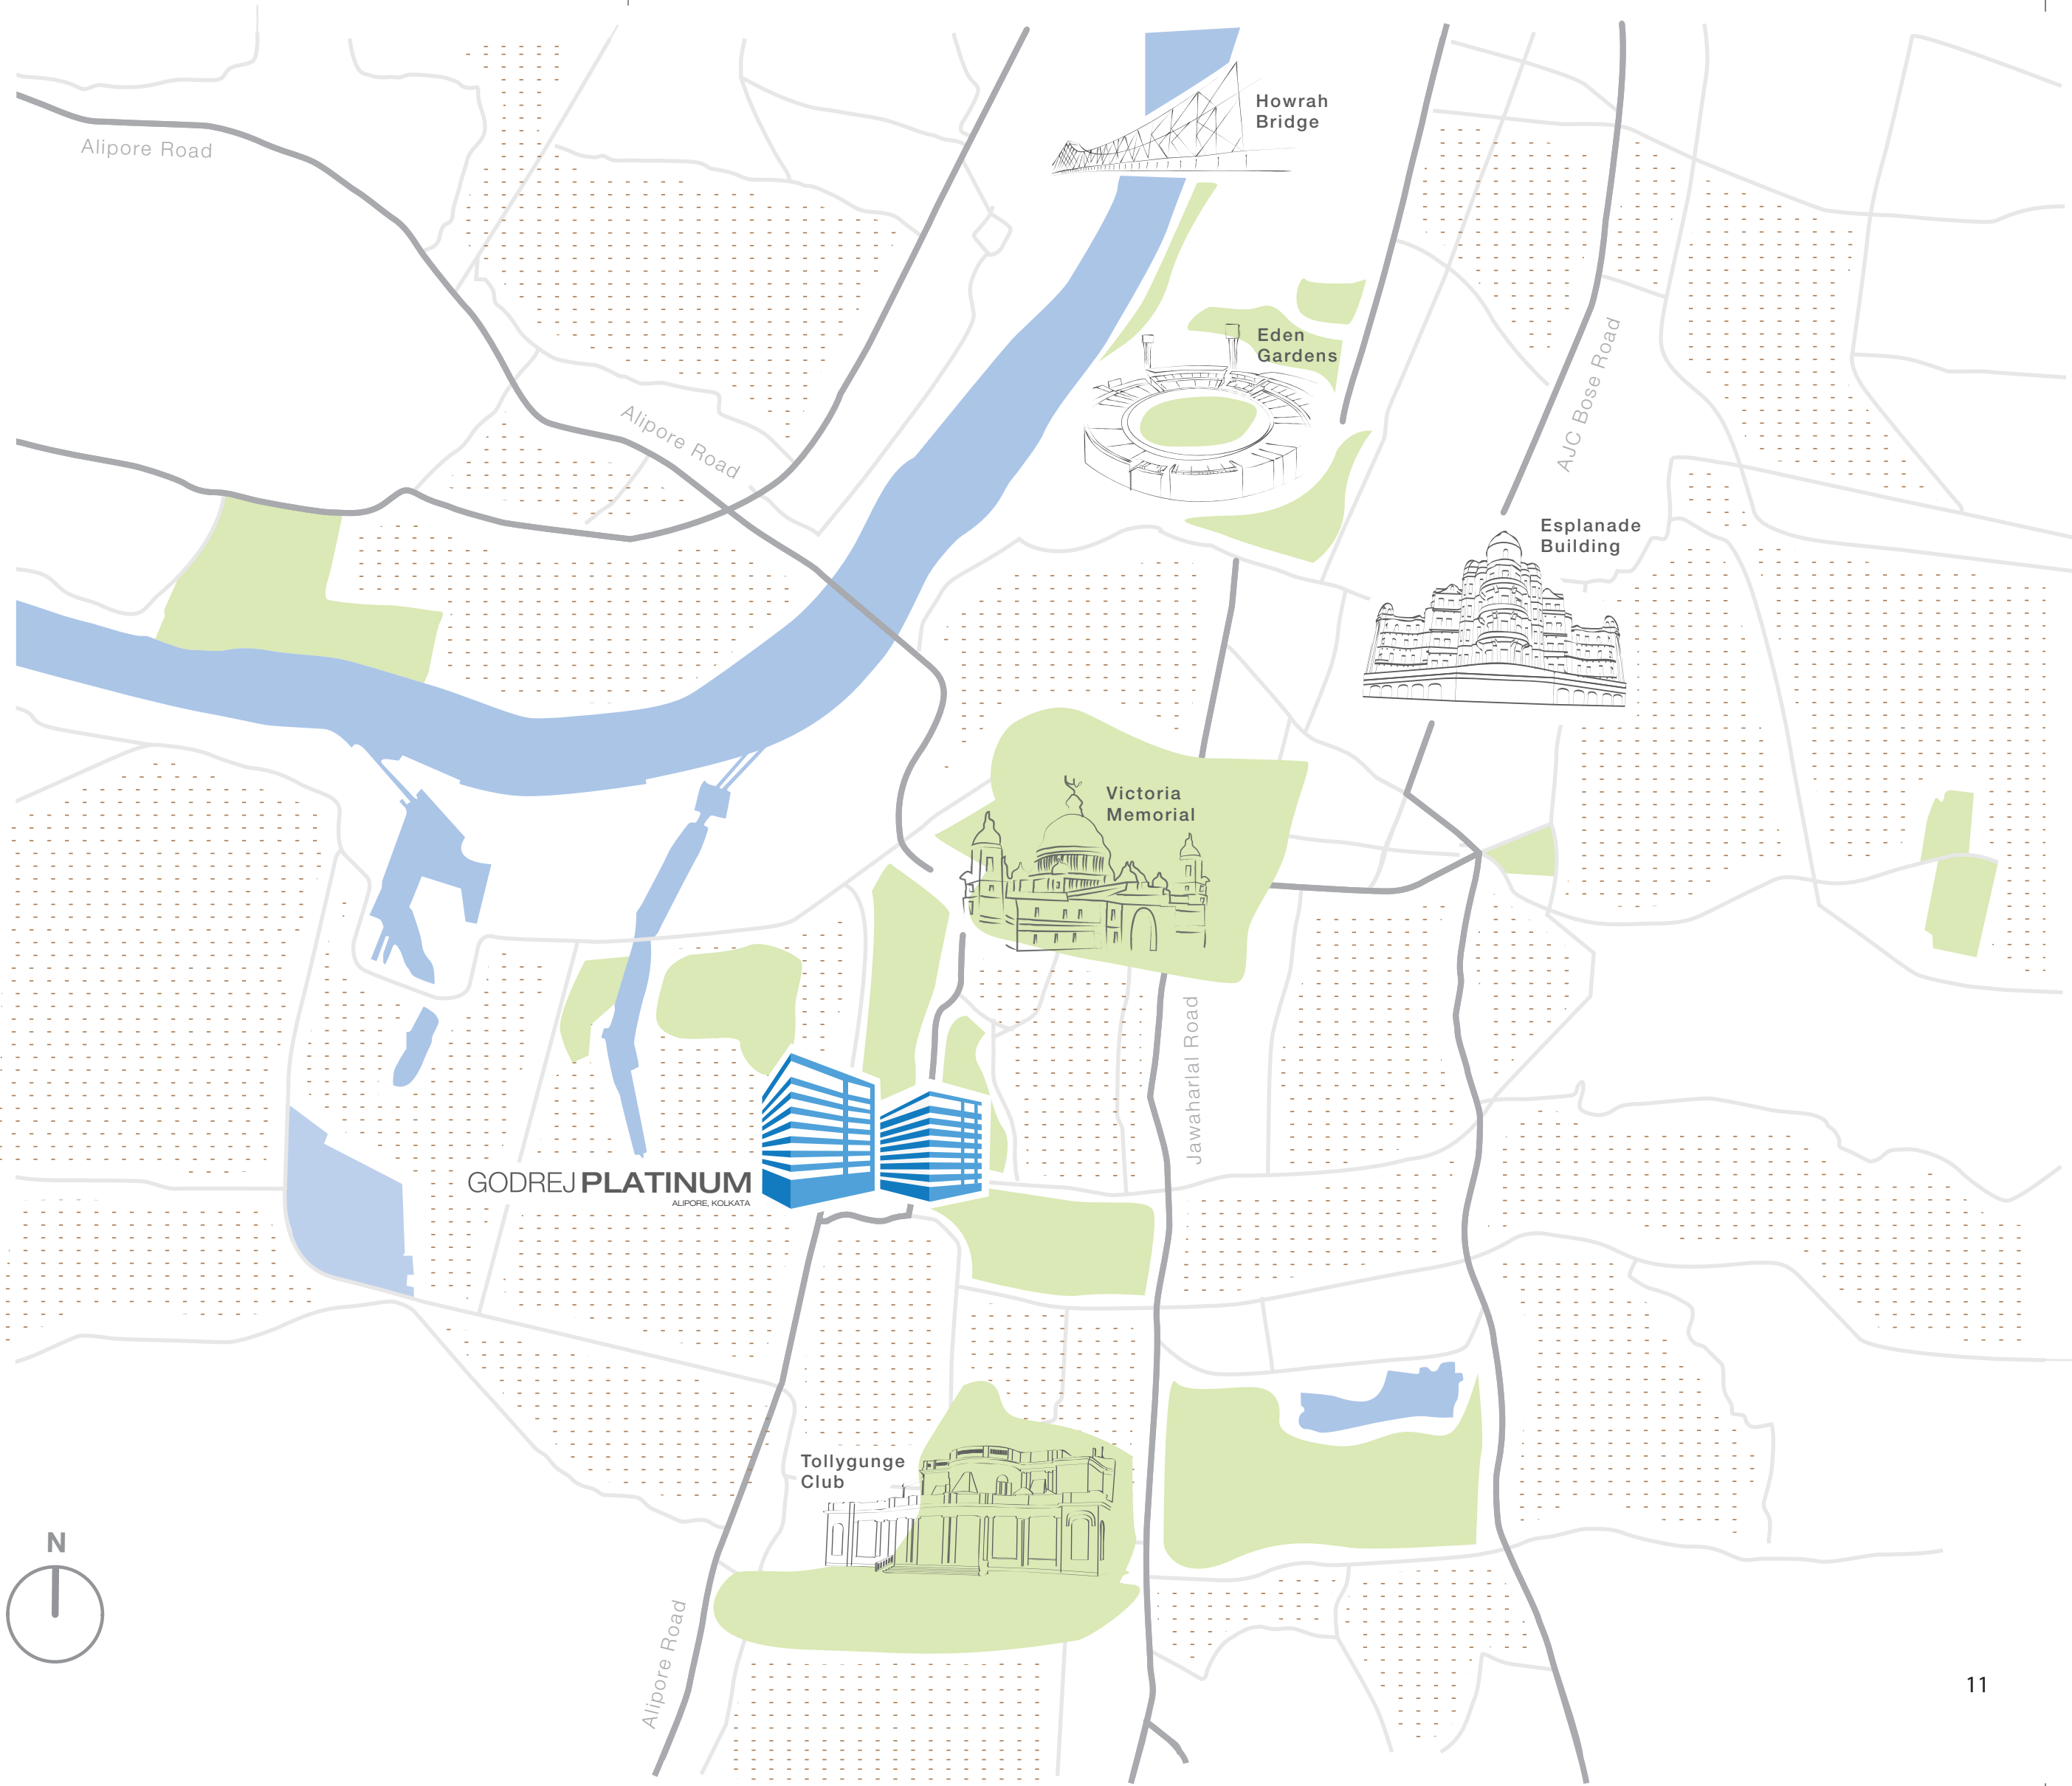 Howrah
Bridge
Alipore Road
Eden
Gardens
AJC Bose Road
Alipore Road
Esplanade
Building
Victoria
Memorial
Jawaharlal Road
GODREJ PLATINUM
ALIPORE, KOLKATA
Tollygunge
Club
N
Alipore Road
11